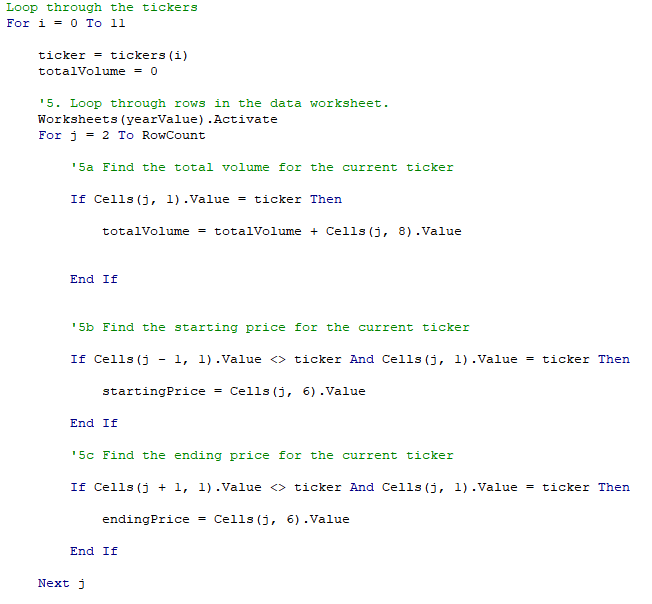 Loop through the tickers
For i = 0 To 11
ticker = tickers(i)
totalVolume = 0
'5. Loop through rows in the data worksheet.
Worksheets(yearValue).Activate
For j = 2 To RowCount
'5a Find the total volume for the current ticker
If Cells(j, 1).Value = ticker Then
totalVolume = totalVolume + Cells(j, 8).Value
End If
'5b Find the starting price for the current ticker
If Cells(j - 1, 1).Value <> ticker And Cells(j, 1).Value = ticker Then
startingPrice = Cells(j, 6).Value
End If
'5c Find the ending price for the current ticker
If Cells(j + 1, 1).Value <> ticker And Cells(j, 1).Value = ticker Then
endingPrice = Cells(j, 6).Value
End If
Next j